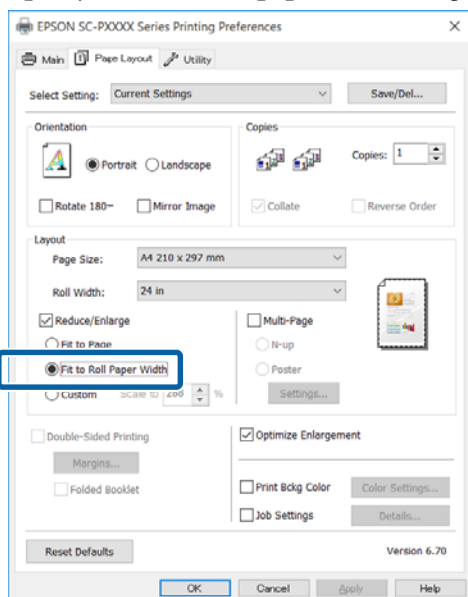 EPSON SC-PXXXX Series Printing Preferences
Main Page Layout Utility
Select Setting: Current Settings Save/Del...
Orientation
Portrait Landscape
Rotate 180° Mirror Image
Copies
Copies: 1
Collate Reverse Order
Layout
Page Size: A4 210 x 297 mm
Roll Width: 24 in
Reduce/Enlarge
Fit to Page
Fit to Roll Paper Width
Custom Scale to %
Multi-Page
N-up
Poster
Settings...
Double-Sided Printing
Margins...
Folded Booklet
Optimize Enlargement
Print Bckg Color Color Settings...
Job Settings Details...
Reset Defaults Version 6.70
OK Cancel Apply Help